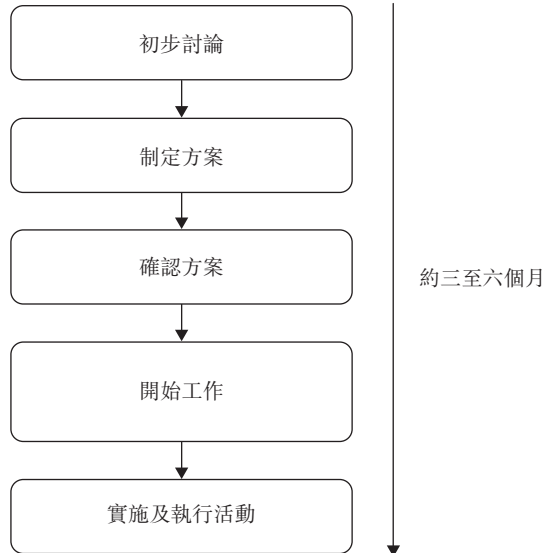 初步討論
制定方案
確認方案
約三至六個月
開始工作
實施及執行活動